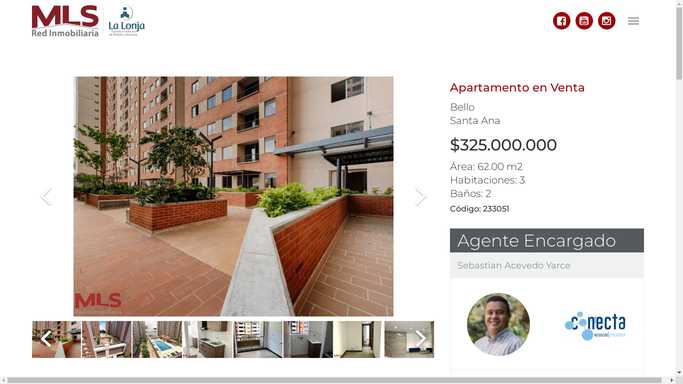 MLS
Red Inmobiliaria
La Lonja
Apartamento en Venta
Bello
Santa Ana
$325.000.000
Área: 62.00 m2
Habitaciones: 3
Baños: 2
Código: 233051
Agente Encargado
Sebastian Acevedo Yarce
conecta
MLS